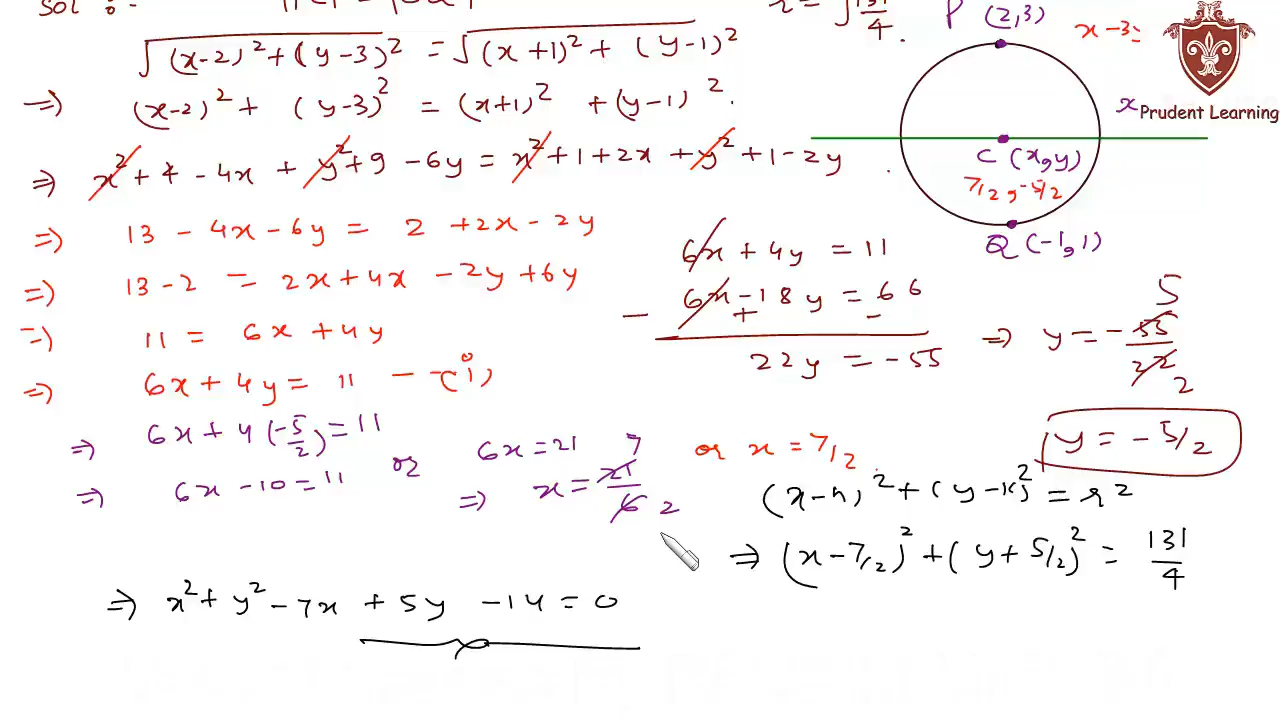 Sol :-
√(x-2)² + (y-3)² = √(x+1)² + (y-1)²
⇒ (x-2)² + (y-3)² = (x+1)² + (y-1)².
⇒ x² + 4 - 4x + y² + 9 - 6y = x² + 1 + 2x + y² + 1 - 2y
⇒ 13 - 4x - 6y = 2 + 2x - 2y
⇒ 13 - 2 = 2x + 4x - 2y + 6y
⇒ 11 = 6x + 4y
⇒ 6x + 4y = 11 - (i)
⇒ 6x + 4(-5/2) = 11
⇒ 6x - 10 = 11 or
6x = 21
⇒ x = 21/6 7 2
or x = 7/2.
131/4.
P (2,3)
x-3=
x
Prudent Learning
C (x,y)
7/2, -5/2
Q (-1,1)
6x + 4y = 11
6x - 18y = 66
- + -
22y = -55
⇒ y = -55/22 5 2
y = -5/2
(x-h)² + (y-k)² = r²
⇒ (x-7/2)² + (y+5/2)² = 131/4
⇒ x² + y² - 7x + 5y - 14 = 0